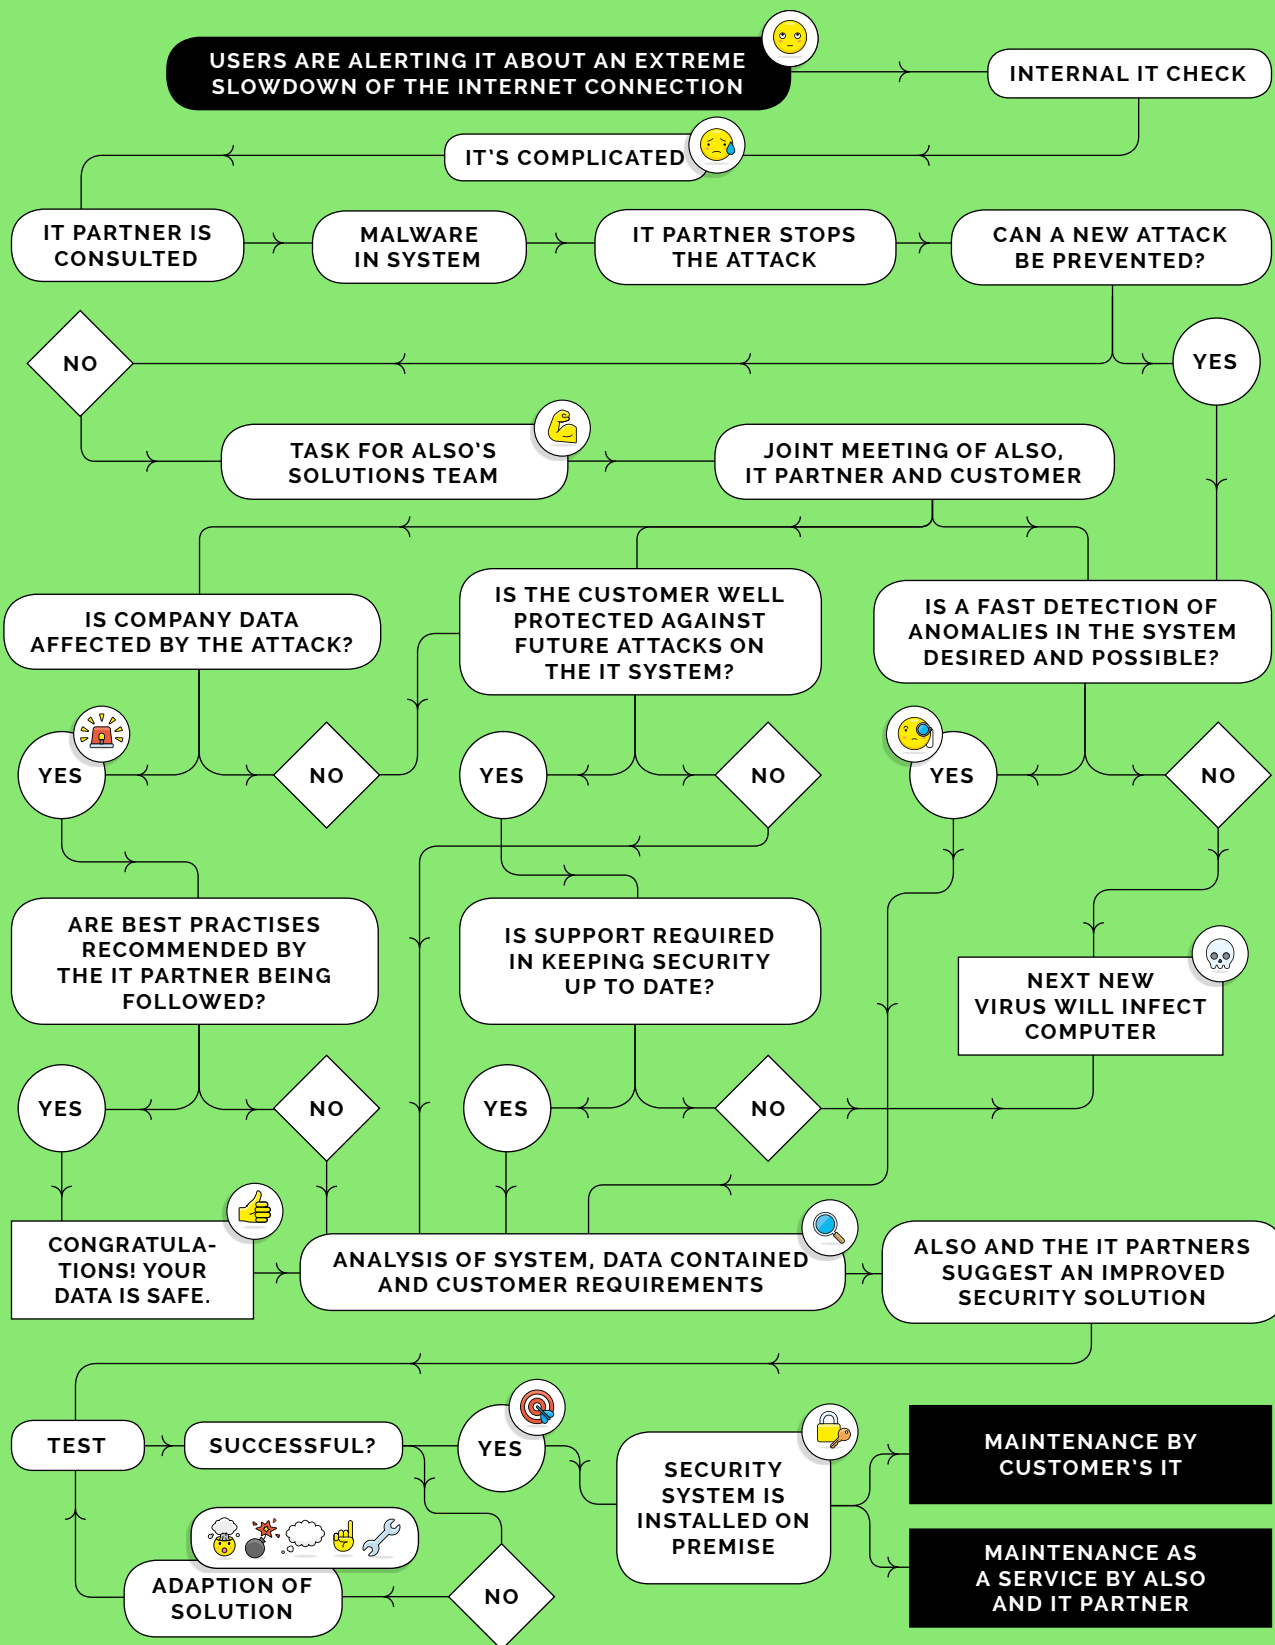 USERS ARE ALERTING IT ABOUT AN EXTREME
SLOWDOWN OF THE INTERNET CONNECTION
INTERNAL IT CHECK
IT'S COMPLICATED
IT PARTNER IS
CONSULTED
MALWARE
IN SYSTEM
IT PARTNER STOPS
THE ATTACK
CAN A NEW ATTACK
BE PREVENTED?
NO
YES
TASK FOR ALSO'S
SOLUTIONS TEAM
JOINT MEETING OF ALSO,
IT PARTNER AND CUSTOMER
IS COMPANY DATA
AFFECTED BY THE ATTACK?
IS THE CUSTOMER WELL
PROTECTED AGAINST
FUTURE ATTACKS ON
THE IT SYSTEM?
IS A FAST DETECTION OF
ANOMALIES IN THE SYSTEM
DESIRED AND POSSIBLE?
YES
NO
YES
NO
YES
NO
ARE BEST PRACTISES
RECOMMENDED BY
THE IT PARTNER BEING
FOLLOWED?
IS SUPPORT REQUIRED
IN KEEPING SECURITY
UP TO DATE?
NEXT NEW
VIRUS WILL INFECT
COMPUTER
YES
NO
YES
NO
CONGRATULA-
TIONS! YOUR
DATA IS SAFE.
ANALYSIS OF SYSTEM, DATA CONTAINED
AND CUSTOMER REQUIREMENTS
ALSO AND THE IT PARTNERS
SUGGEST AN IMPROVED
SECURITY SOLUTION
TEST
SUCCESSFUL?
YES
SECURITY
SYSTEM IS
INSTALLED ON
PREMISE
MAINTENANCE BY
CUSTOMER'S IT
MAINTENANCE AS
A SERVICE BY ALSO
AND IT PARTNER
ADAPTION OF
SOLUTION
NO